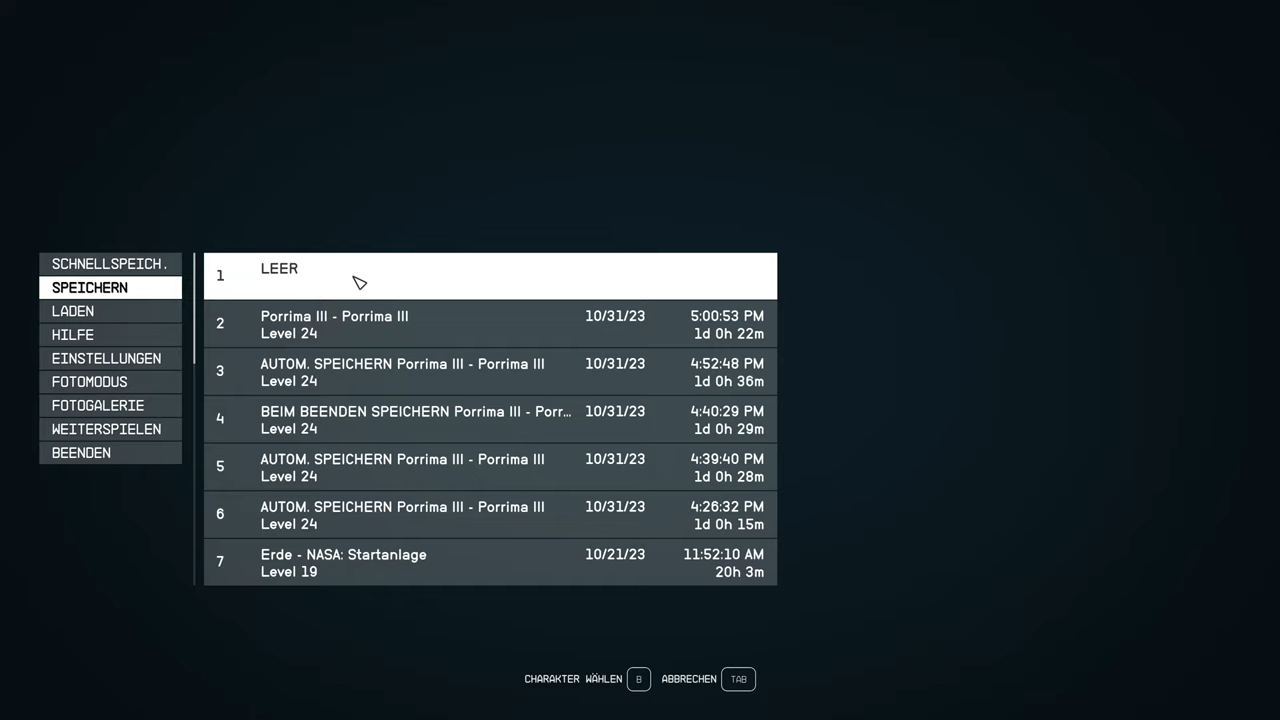 SCHNELLSPEICH.
SPEICHERN
LADEN
HILFE
EINSTELLUNGEN
FOTOMODUS
FOTOGALERIE
WEITERSPIELEN
BEENDEN
1 LEER
2 Porrima III - Porrima III 10/31/23 5:00:53 PM
Level 24 1d 0h 22m
3 AUTOM. SPEICHERN Porrima III - Porrima III 10/31/23 4:52:48 PM
Level 24 1d 0h 36m
4 BEIM BEENDEN SPEICHERN Porrima III - Porr... 10/31/23 4:40:29 PM
Level 24 1d 0h 29m
5 AUTOM. SPEICHERN Porrima III - Porrima III 10/31/23 4:39:40 PM
Level 24 1d 0h 28m
6 AUTOM. SPEICHERN Porrima III - Porrima III 10/31/23 4:26:32 PM
Level 24 1d 0h 15m
7 Erde - NASA: Startanlage 10/21/23 11:52:10 AM
Level 19 20h 3m
CHARAKTER WÄHLEN B ABBRECHEN TAB